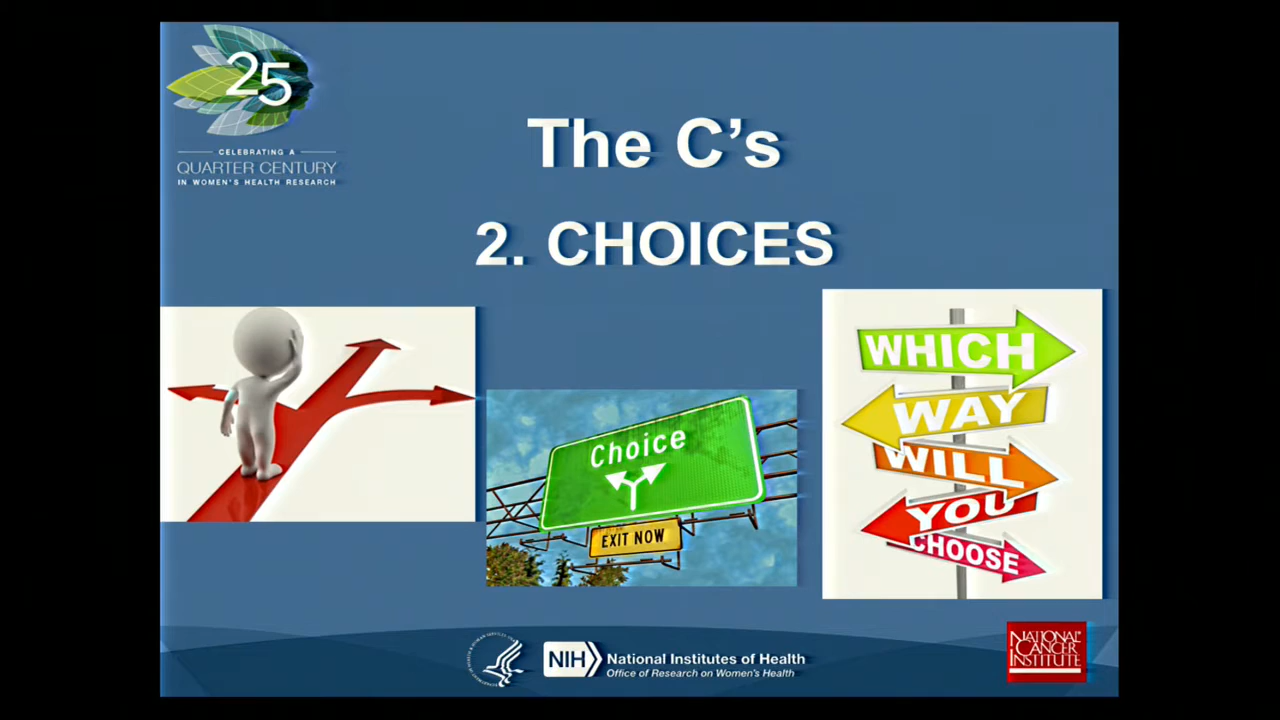 25
CELEBRATING A
QUARTER CENTURY
IN WOMEN'S HEALTH RESEARCH
The C's
2. CHOICES
Choice
EXIT NOW
WHICH
WAY
WILL
YOU
CHOOSE
NIH
National Institutes of Health
Office of Research on Women's Health
NATIONAL
CANCER
INSTITUTE